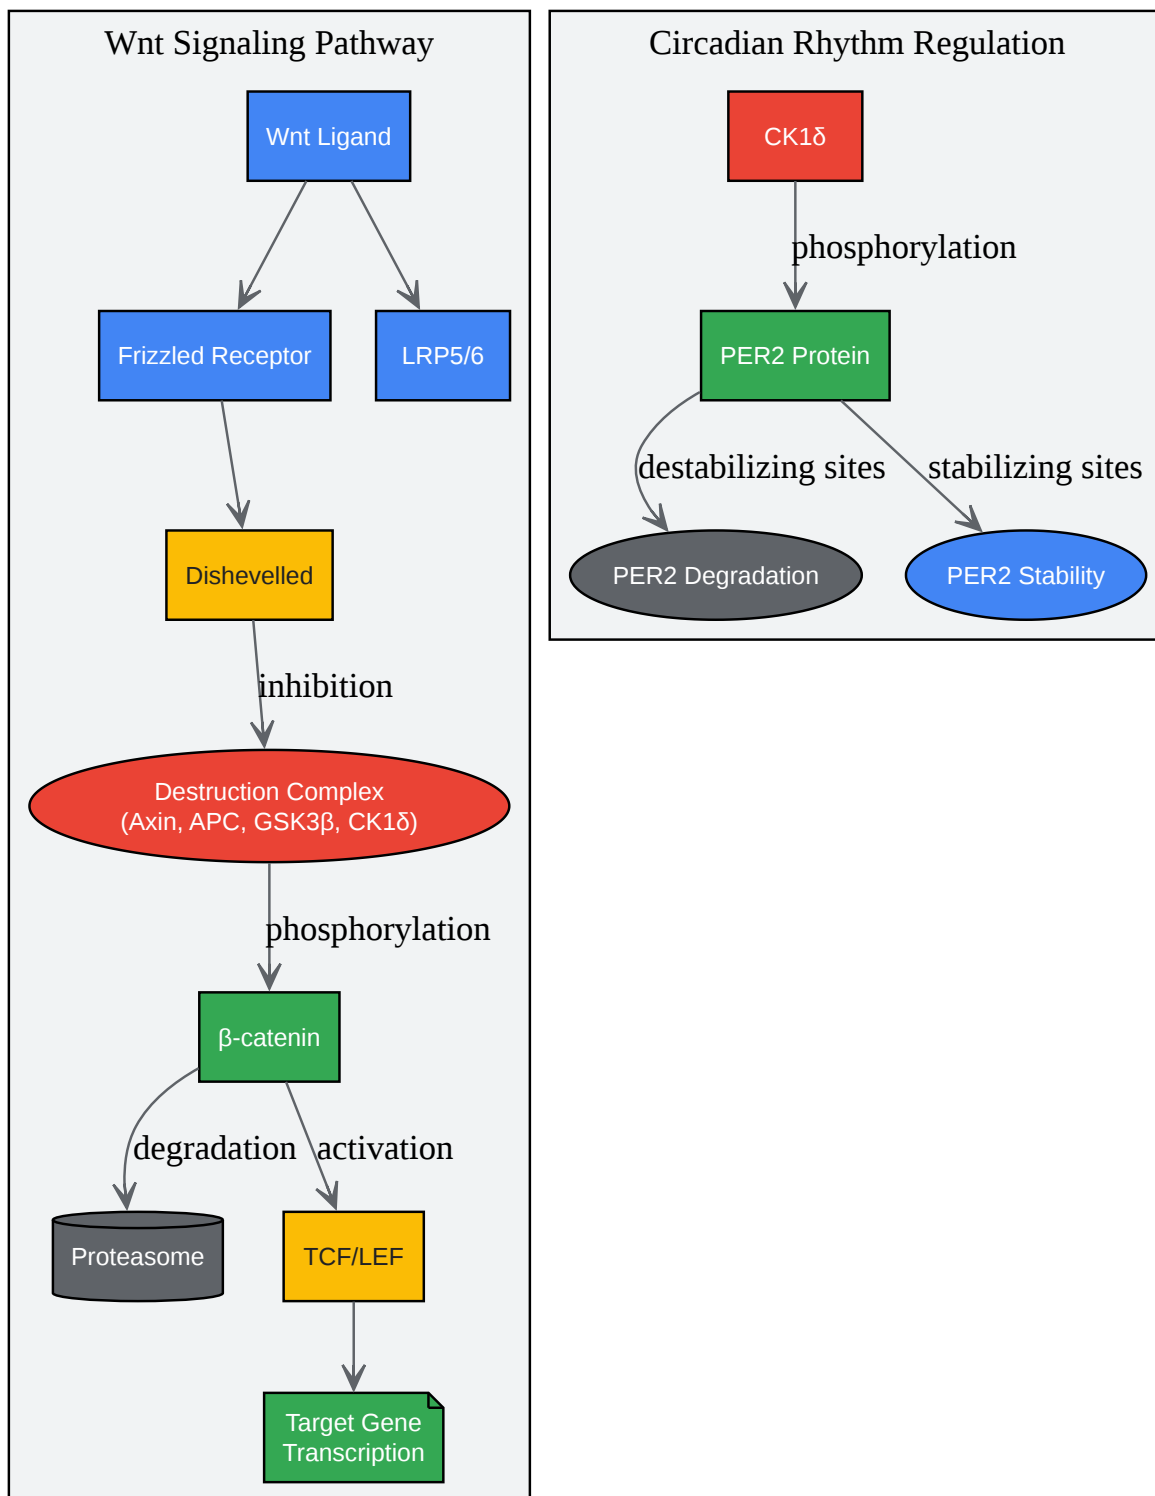 Wnt Signaling Pathway
Wnt Ligand
Frizzled Receptor
LRP5/6
Dishevelled
inhibition
Destruction Complex
(Axin, APC, GSK3β, CK1δ)
phosphorylation
β-catenin
degradation
activation
Proteasome
TCF/LEF
Target Gene
Transcription
Circadian Rhythm Regulation
CK1δ
phosphorylation
PER2 Protein
destabilizing sites
stabilizing sites
PER2 Degradation
PER2 Stability